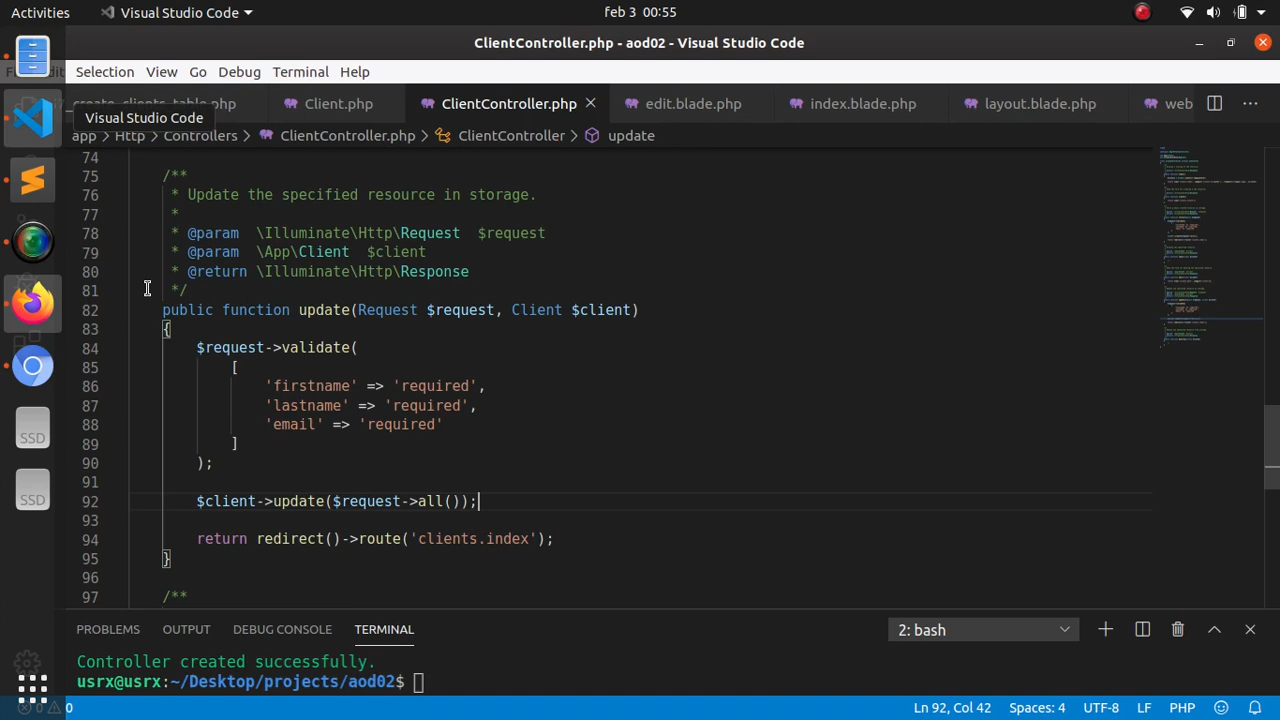 Activities
Visual Studio Code
feb 3 00:55
ClientController.php - aod02 - Visual Studio Code
Selection View Go Debug Terminal Help
create_clients_table.php
Client.php
ClientController.php
edit.blade.php
index.blade.php
layout.blade.php
web
Visual Studio Code
app > Http > Controllers > ClientController.php > ClientController > update
74
75 /**
76 * Update the specified resource in storage.
77 *
78 * @param \Illuminate\Http\Request $request
79 * @param \App\Client $client
80 * @return \Illuminate\Http\Response
81 */
82 public function update(Request $request, Client $client)
83 {
84 $request->validate(
85 [
86 'firstname' => 'required',
87 'lastname' => 'required',
88 'email' => 'required'
89 ]
90 );
91
92 $client->update($request->all());
93
94 return redirect()->route('clients.index');
95 }
96
97 /**
SSD
SSD
PROBLEMS OUTPUT DEBUG CONSOLE TERMINAL
2: bash
Controller created successfully.
usrx@usrx:~/Desktop/projects/aod02$
0 0
Ln 92, Col 42 Spaces: 4 UTF-8 LF PHP